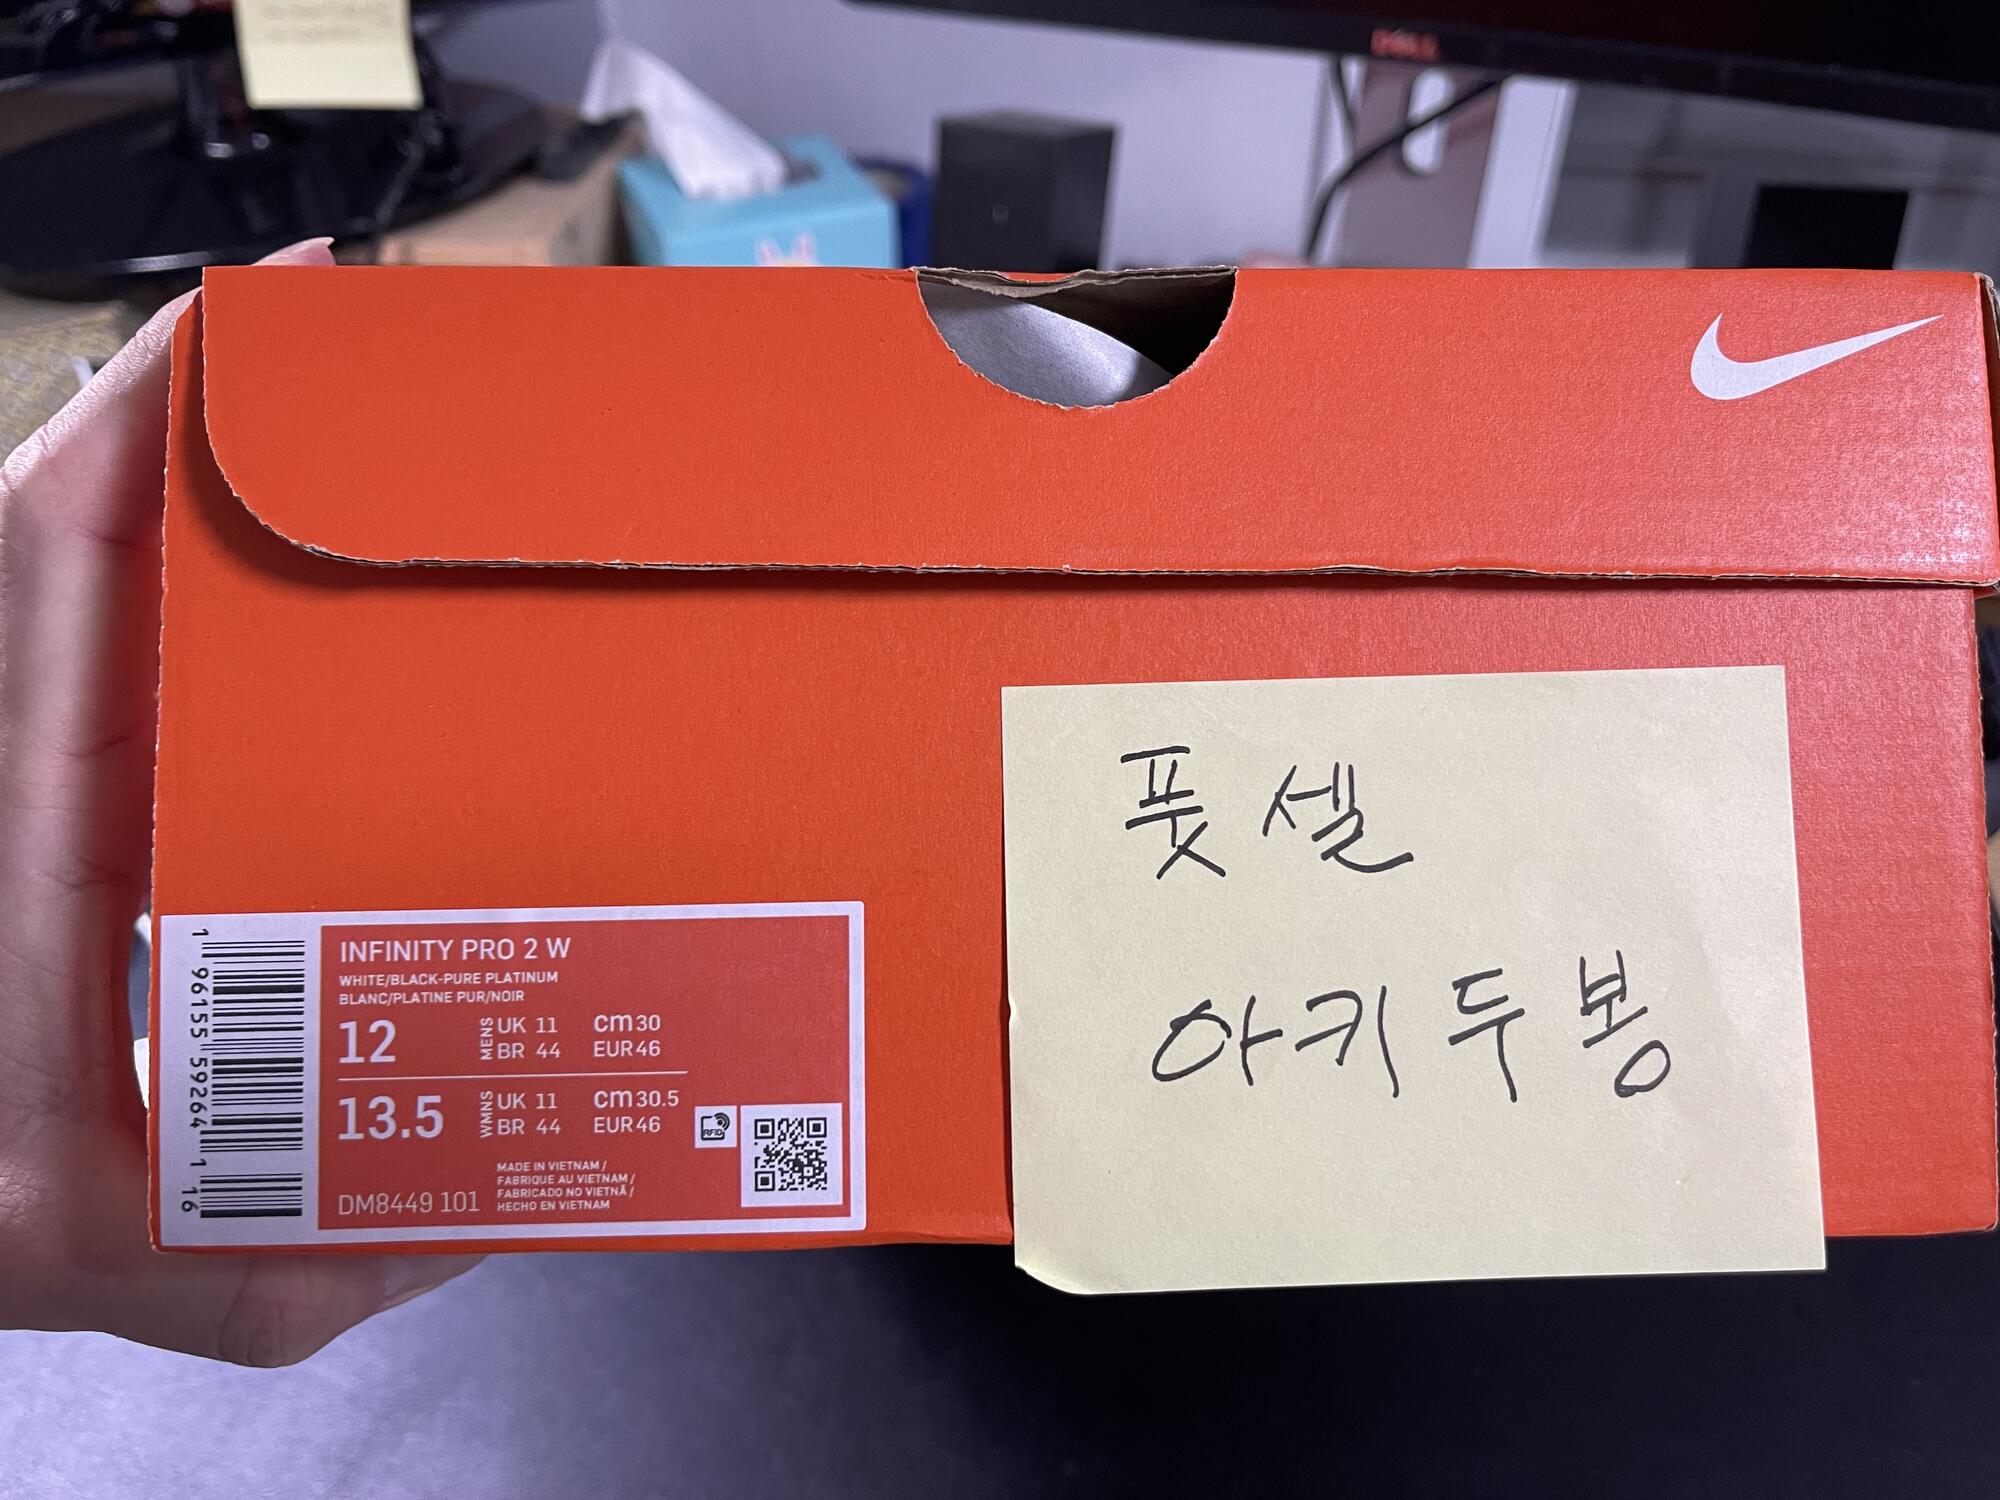 DELL
풋셀
아키두봉
INFINITY PRO 2 W
WHITE/BLACK-PURE PLATINUM
BLANC/PLATINE PUR/NOIR
12 MENS UK 11 cm 30
BR 44 EUR 46
13.5 WMNS UK 11 cm 30.5
BR 44 EUR 46
RFID
MADE IN VIETNAM /
FABRIQUE AU VIETNAM /
FABRICADO NO VIETNÃ /
HECHO EN VIETNAM
DM8449 101
1 96155 59264 1 16